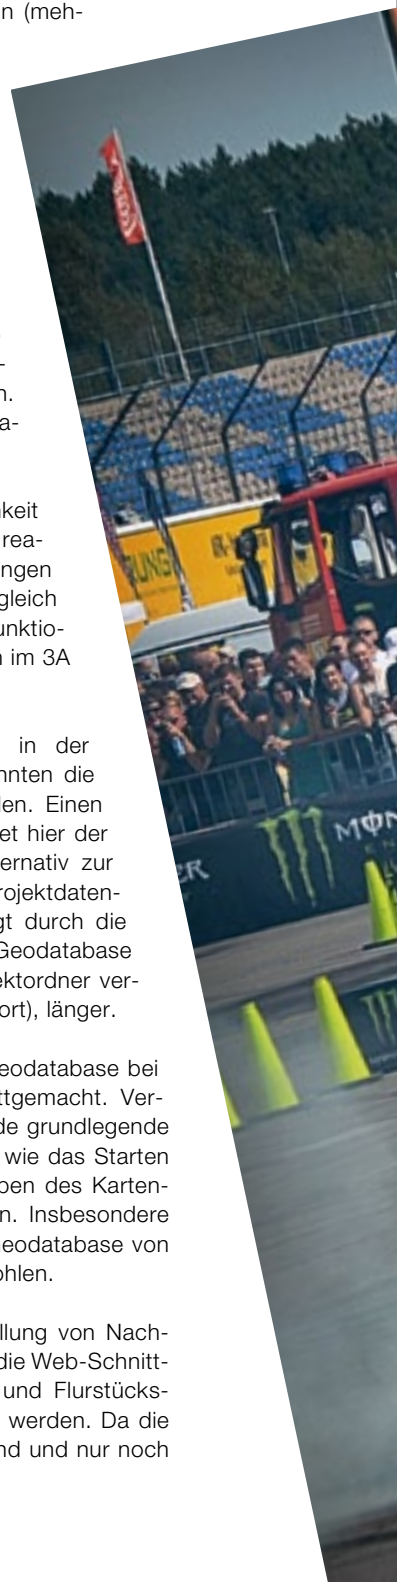 n (meh-
-
n.
a-
keit
rea-
ngen
gleich
unktio-
n im 3A
in der
nnten die
len. Einen
et hier der
ernativ zur
rojektdaten-
gt durch die
Geodatabase
ektordner ver-
ort), länger.
eodatabase bei
ttgemacht. Ver-
de grundlegende
wie das Starten
ben des Karten-
n. Insbesondere
eodatabase von
ohlen.
llung von Nach-
die Web-Schnitt-
und Flurstücks-
werden. Da die
nd und nur noch
UNG
ER